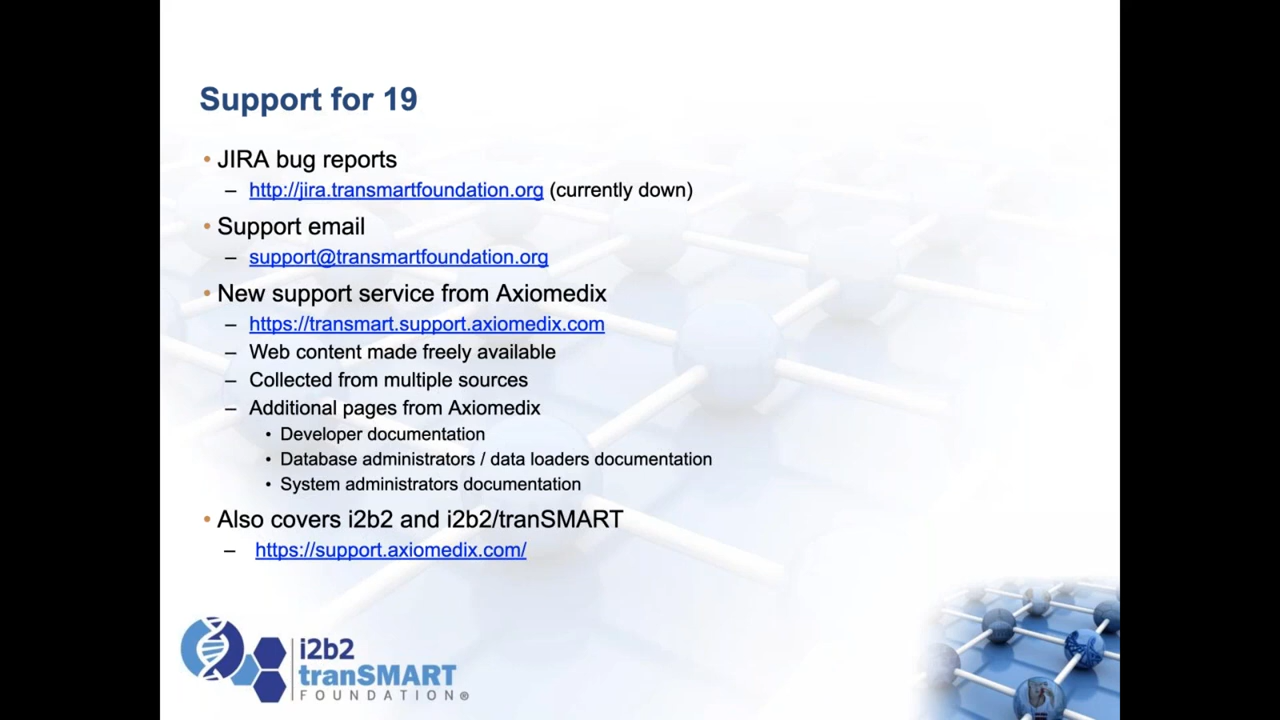 Support for 19
• JIRA bug reports
– http://jira.transmartfoundation.org (currently down)
• Support email
– support@transmartfoundation.org
• New support service from Axiomedix
– https://transmart.support.axiomedix.com
– Web content made freely available
– Collected from multiple sources
– Additional pages from Axiomedix
• Developer documentation
• Database administrators / data loaders documentation
• System administrators documentation
• Also covers i2b2 and i2b2/tranSMART
– https://support.axiomedix.com/
i2b2
tranSMART
FOUNDATION®